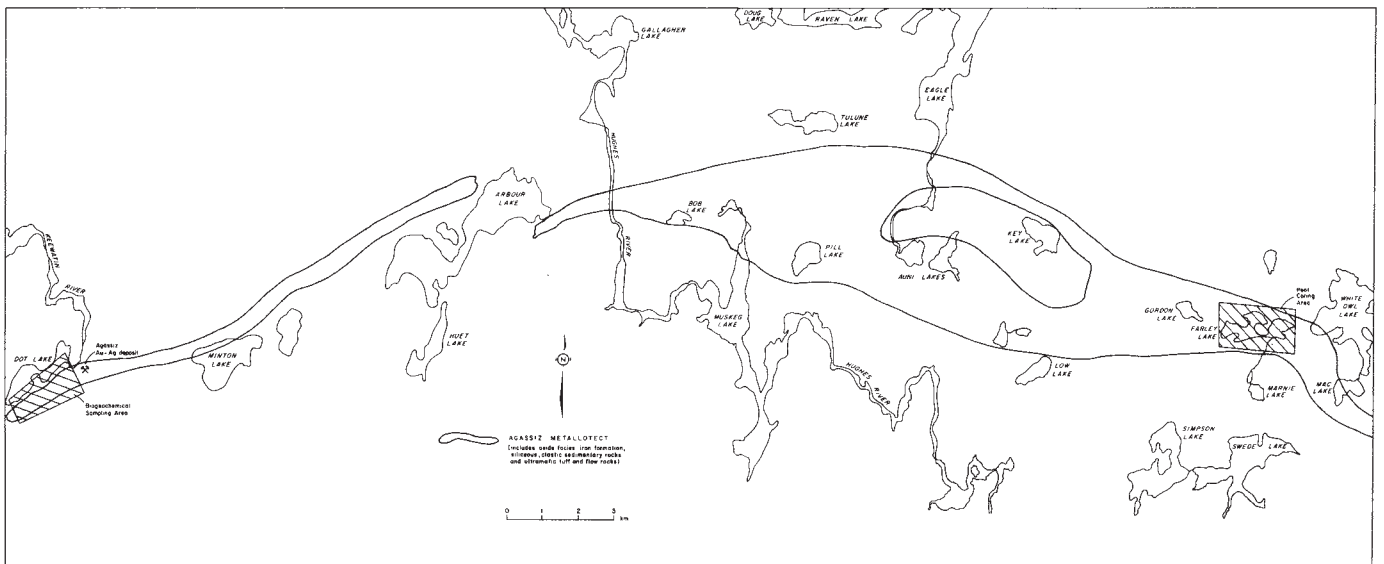 DOUG
LAKE
RAVEN LAKE
GALLAGHER
LAKE
EAGLE
LAKE
TULUNE
LAKE
HUGHES
RIVER
ARBOUR
LAKE
BOB
LAKE
KEY
LAKE
PILL
LAKE
AUNI LAKES
KEEWATIN
RIVER
Agassiz
Au-Ag deposit
DOT LAKE
MINTON
LAKE
HUET
LAKE
MUSKEG
LAKE
HUGHES
RIVER
LOW
LAKE
GORDON
LAKE
FARLEY
LAKE
Peat
Coring
Area
WHITE
OWL
LAKE
MARNIE
LAKE
MAC
LAKE
SIMPSON
LAKE
SWEDE LAKE
Biogeochemical
Sampling Area
N
AGASSIZ METALLOTECT
(includes oxide facies iron formation,
siliceous, clastic sedimentary rocks
and ultramafic tuff and flow rocks)
0 1 2 3
km